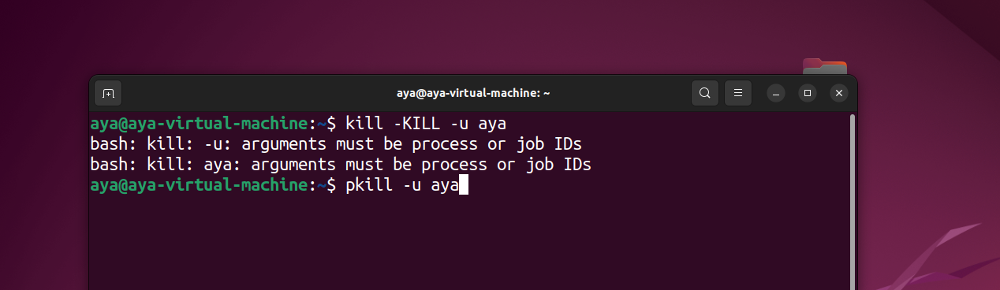 aya@aya-virtual-machine: ~
aya@aya-virtual-machine:~$ kill -KILL -u aya
bash: kill: -u: arguments must be process or job IDs
bash: kill: aya: arguments must be process or job IDs
aya@aya-virtual-machine:~$ pkill -u aya